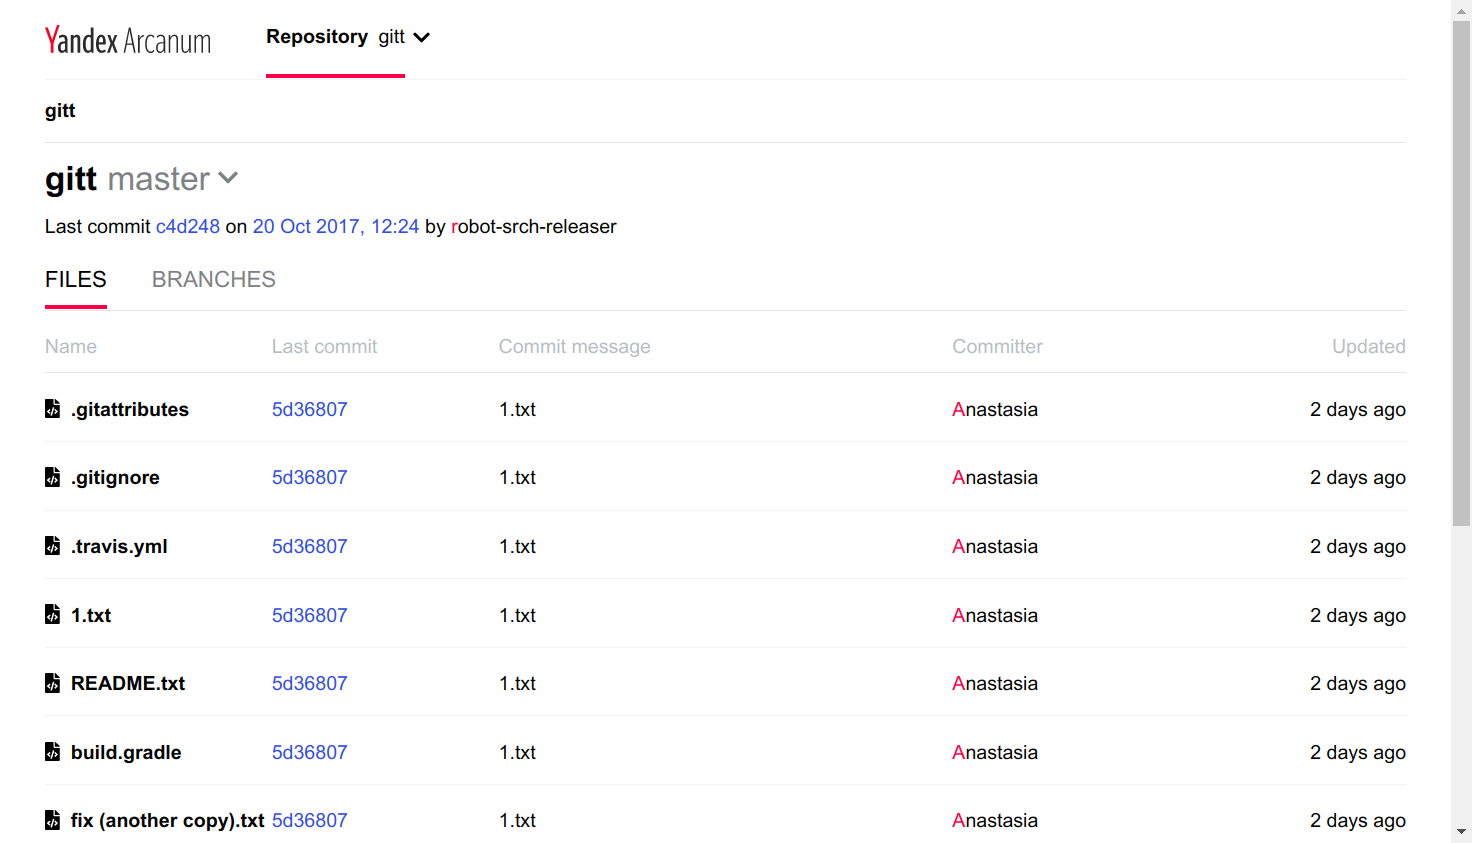 Yandex Arcanum Repository gitt
gitt
gitt master
Last commit c4d248 on 20 Oct 2017, 12:24 by robot-srch-releaser
FILES BRANCHES
Name Last commit Commit message Committer Updated
.gitattributes 5d36807 1.txt Anastasia 2 days ago
.gitignore 5d36807 1.txt Anastasia 2 days ago
.travis.yml 5d36807 1.txt Anastasia 2 days ago
1.txt 5d36807 1.txt Anastasia 2 days ago
README.txt 5d36807 1.txt Anastasia 2 days ago
build.gradle 5d36807 1.txt Anastasia 2 days ago
fix (another copy).txt 5d36807 1.txt Anastasia 2 days ago